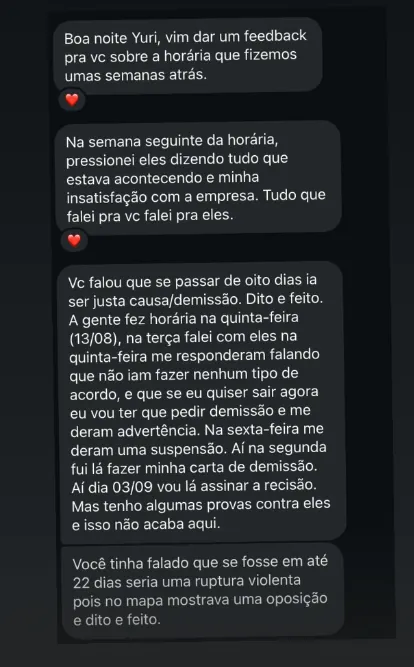 Boa noite Yuri, vim dar um feedback
pra vc sobre a horária que fizemos
umas semanas atrás.
Na semana seguinte da horária,
pressionei eles dizendo tudo que
estava acontecendo e minha
insatisfação com a empresa. Tudo que
falei pra vc falei pra eles.
Vc falou que se passar de oito dias ia
ser justa causa/demissão. Dito e feito.
A gente fez horária na quinta-feira
(13/08), na terça falei com eles na
quinta-feira me responderam falando
que não iam fazer nenhum tipo de
acordo, e que se eu quiser sair agora
eu vou ter que pedir demissão e me
deram advertência. Na sexta-feira me
deram uma suspensão. Aí na segunda
fui lá fazer minha carta de demissão.
Aí dia 03/09 vou lá assinar a recisão.
Mas tenho algumas provas contra eles
e isso não acaba aqui.
Você tinha falado que se fosse em até
22 dias seria uma ruptura violenta
pois no mapa mostrava uma oposição
e dito e feito.